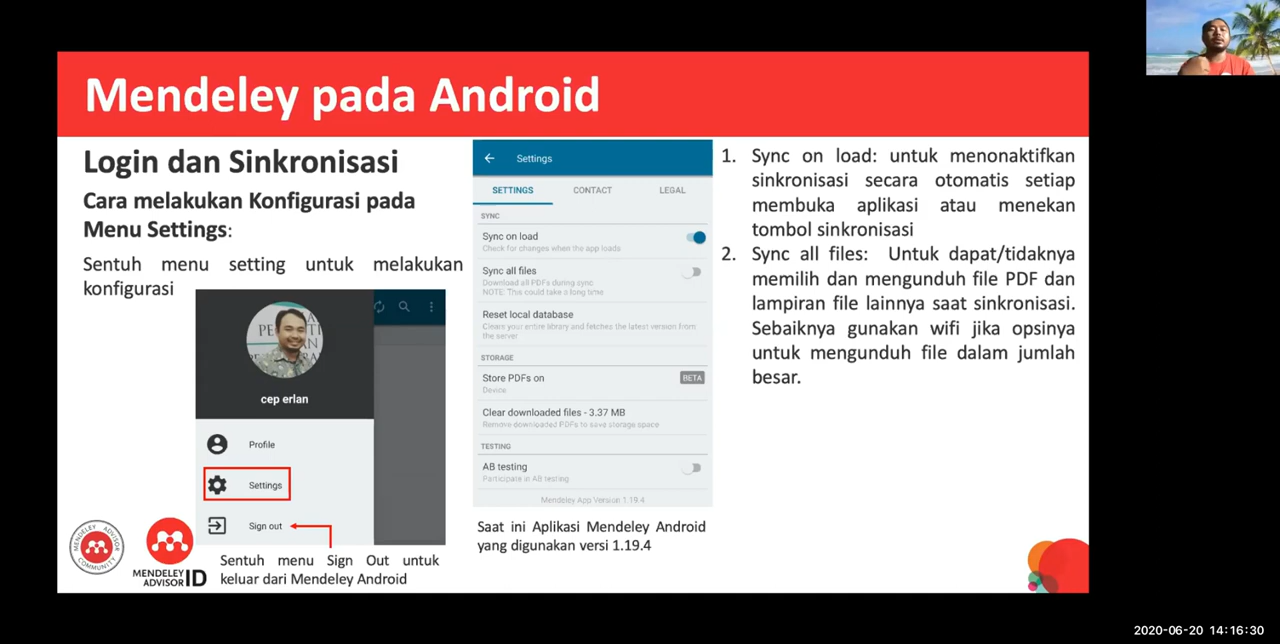 Mendeley pada Android
Login dan Sinkronisasi
Cara melakukan Konfigurasi pada
Menu Settings:
Sentuh menu setting untuk melakukan
konfigurasi
cep erlan
Profile
Settings
Sign out
Sentuh menu Sign Out untuk
keluar dari Mendeley Android
MENDELEY ADVISOR
COMMUNITY
MENDELEY
ADVISOR ID
Settings
SETTINGS CONTACT LEGAL
SYNC
Sync on load
Check for changes when the app loads
Sync all files
Download all PDFs during sync
NOTE: This could take a long time
Reset local database
Clears your entire library and fetches the latest version from
the server
STORAGE
Store PDFs on
BETA
Device
Clear downloaded files - 3.37 MB
Remove downloaded PDFs to save storage space
TESTING
AB testing
Participate in AB testing
Mendeley App Version 1.19.4
Saat ini Aplikasi Mendeley Android
yang digunakan versi 1.19.4
1. Sync on load: untuk menonaktifkan
sinkronisasi secara otomatis setiap
membuka aplikasi atau menekan
tombol sinkronisasi
2. Sync all files: Untuk dapat/tidaknya
memilih dan mengunduh file PDF dan
lampiran file lainnya saat sinkronisasi.
Sebaiknya gunakan wifi jika opsinya
untuk mengunduh file dalam jumlah
besar.
2020-06-20 14:16:30